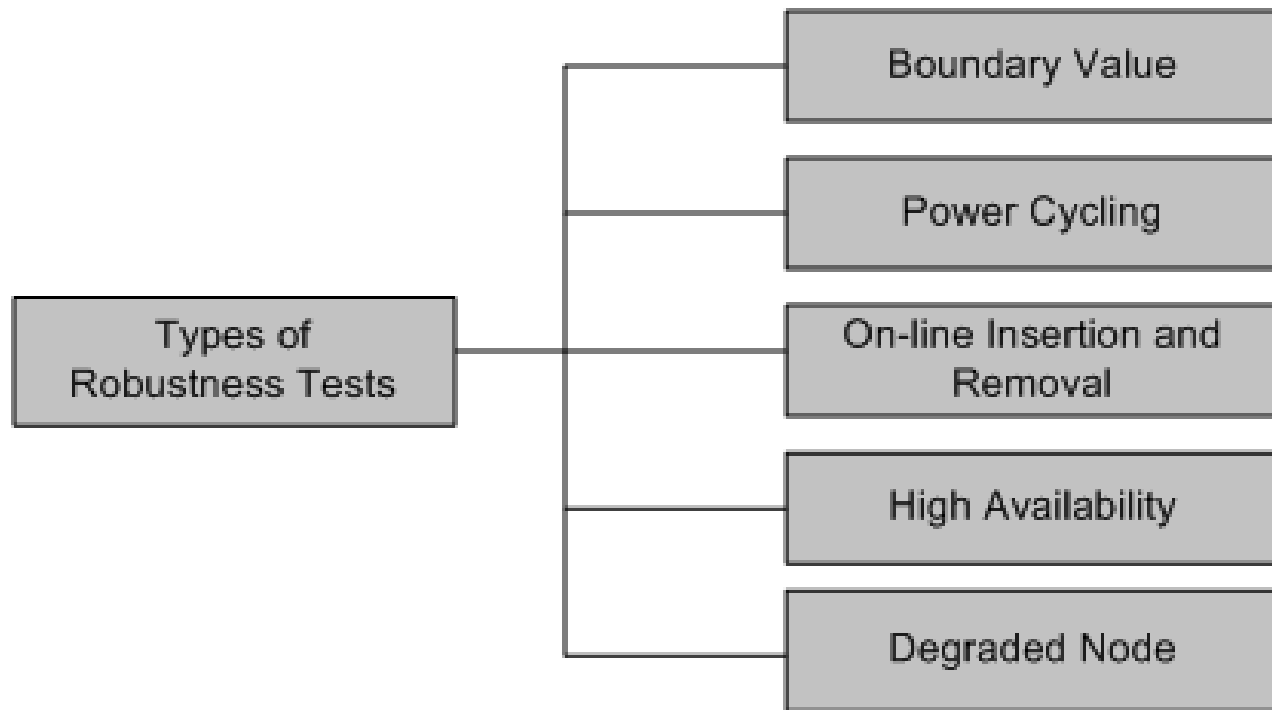 Boundary Value
Power Cycling
Types of
Robustness Tests
On-line Insertion and
Removal
High Availability
Degraded Node